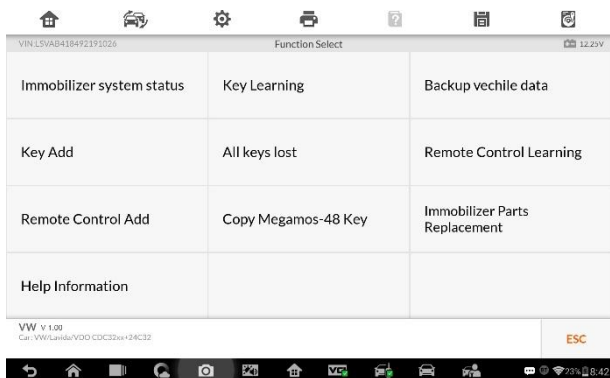 VIN:LSVAB418492191026
Function Select
12.25V
Immobilizer system status
Key Learning
Backup vechile data
Key Add
All keys lost
Remote Control Learning
Remote Control Add
Copy Megamos-48 Key
Immobilizer Parts
Replacement
Help Information
VW V 1.00
Car: VW/Lavida/VDO CDC32xx+24C32
ESC
23% 8:42